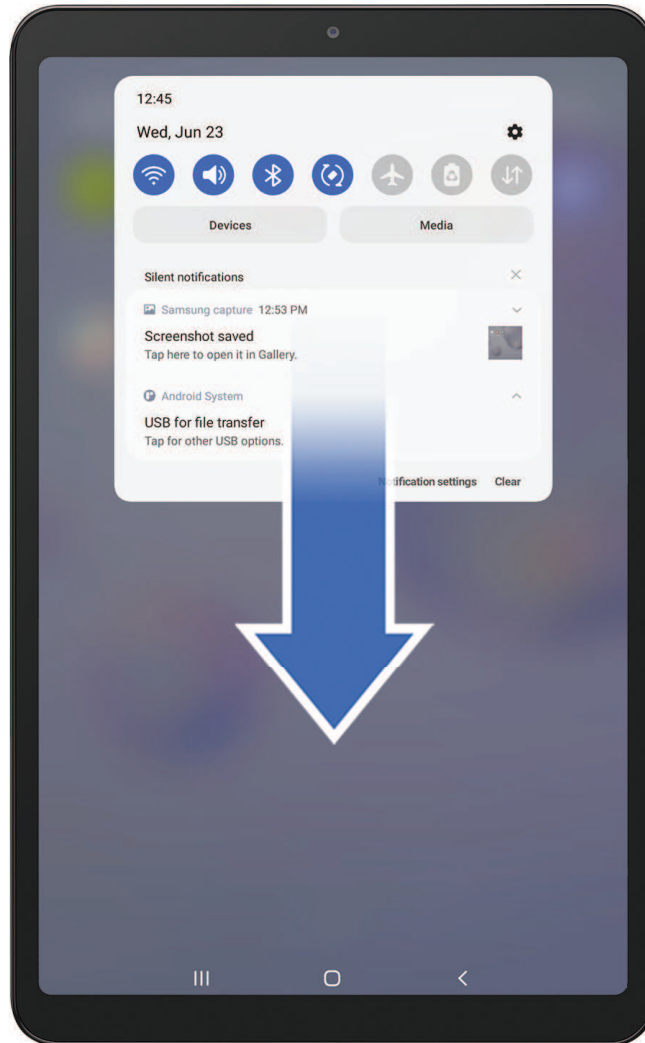 12:45
Wed, Jun 23
Devices Media
Silent notifications
Samsung capture 12:53 PM
Screenshot saved
Tap here to open it in Gallery.
Android System
USB for file transfer
Tap for other USB options.
Notification settings Clear